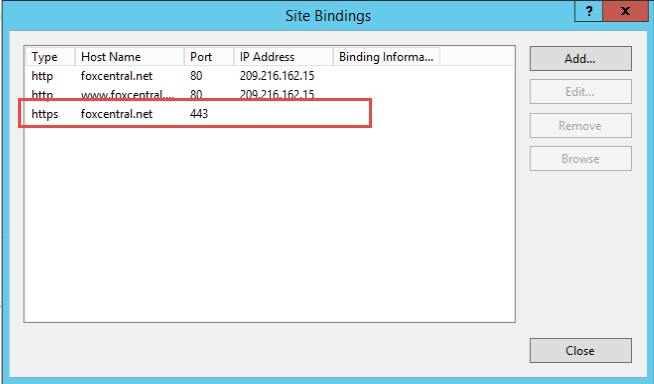 Site Bindings
? x
Type Host Name Port IP Address Binding Informa...
http foxcentral.net 80 209.216.162.15
http www.foxcentral.... 80 209.216.162.15
https foxcentral.net 443
Add...
Edit...
Remove
Browse
Close